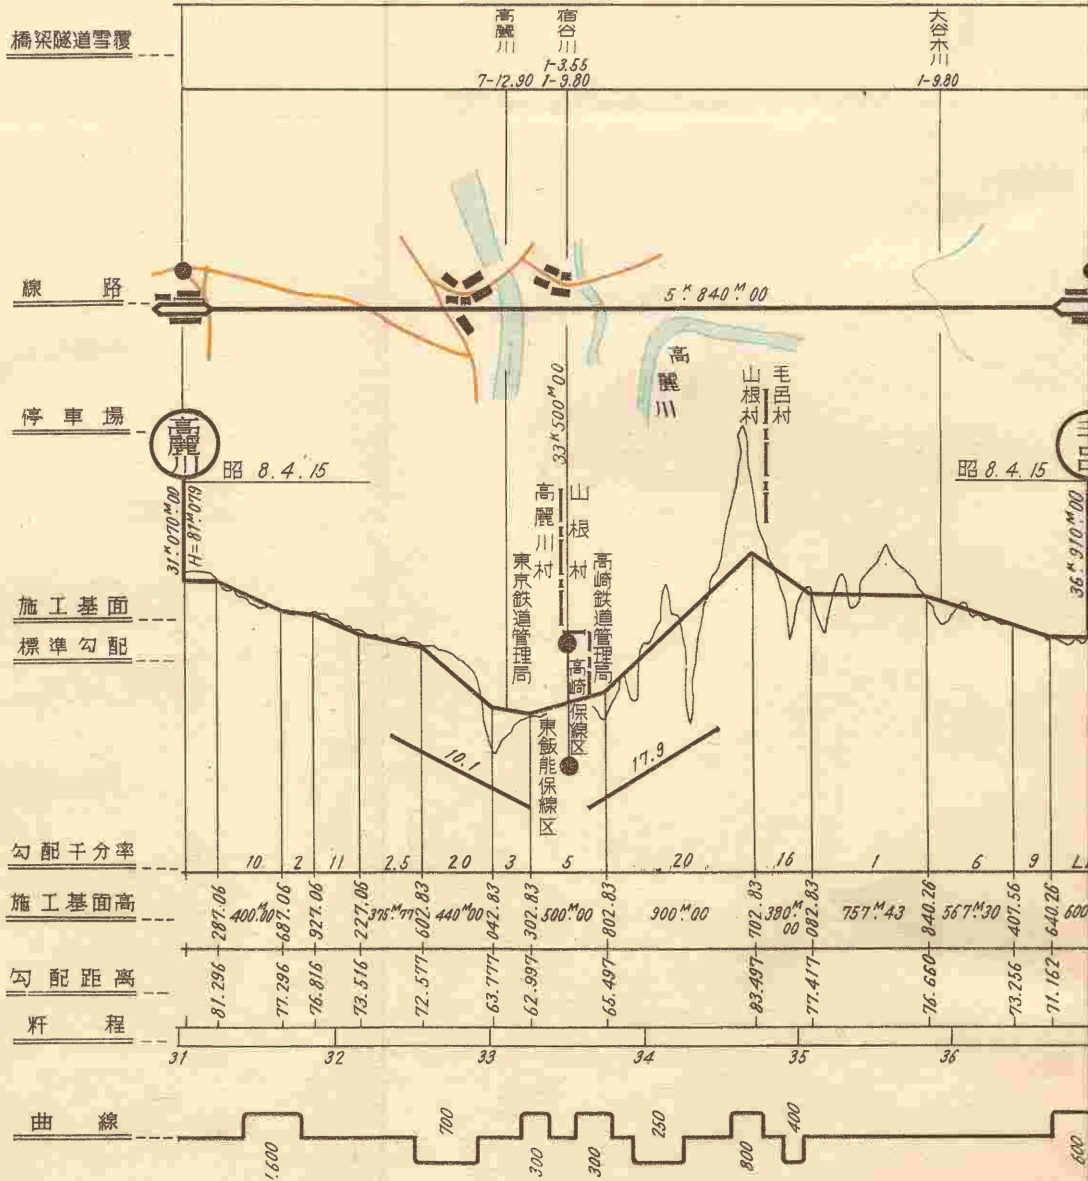 橋梁隧道雪覆
高麗川
7-12.90
宿谷川
1-3.55
1-9.80
大谷木川
1-9.80
線路
5K840M00
高麗川
停車場
高麗川
昭 8.4.15
31K070M00
H=81M079
33K500M00
高麗川村
山根村
東京鉄道管理局
高崎鉄道管理局
東飯能保線区
高崎保線区
山根村
毛呂村
昭 8.4.15
36K910M00
施工基面
標準勾配
10.1
17.9
勾配千分率
10 2 11 2.5 20 3 5 20 16 1 6 9
施工基面高
287.06 400M00 687.06 927.06 227.06 375M77 602.83 440M00 042.83 302.83 500M00 802.83 900M00 702.83 380M00 082.83 757M43 840.26 567M30 407.56 640.26 600
勾配距離
81.296 77.296 76.816 73.516 72.577 63.777 62.997 65.497 83.497 77.417 76.660 73.256 71.162
粁程
31 32 33 34 35 36
曲線
1,600 700 300 300 250 800 400 600